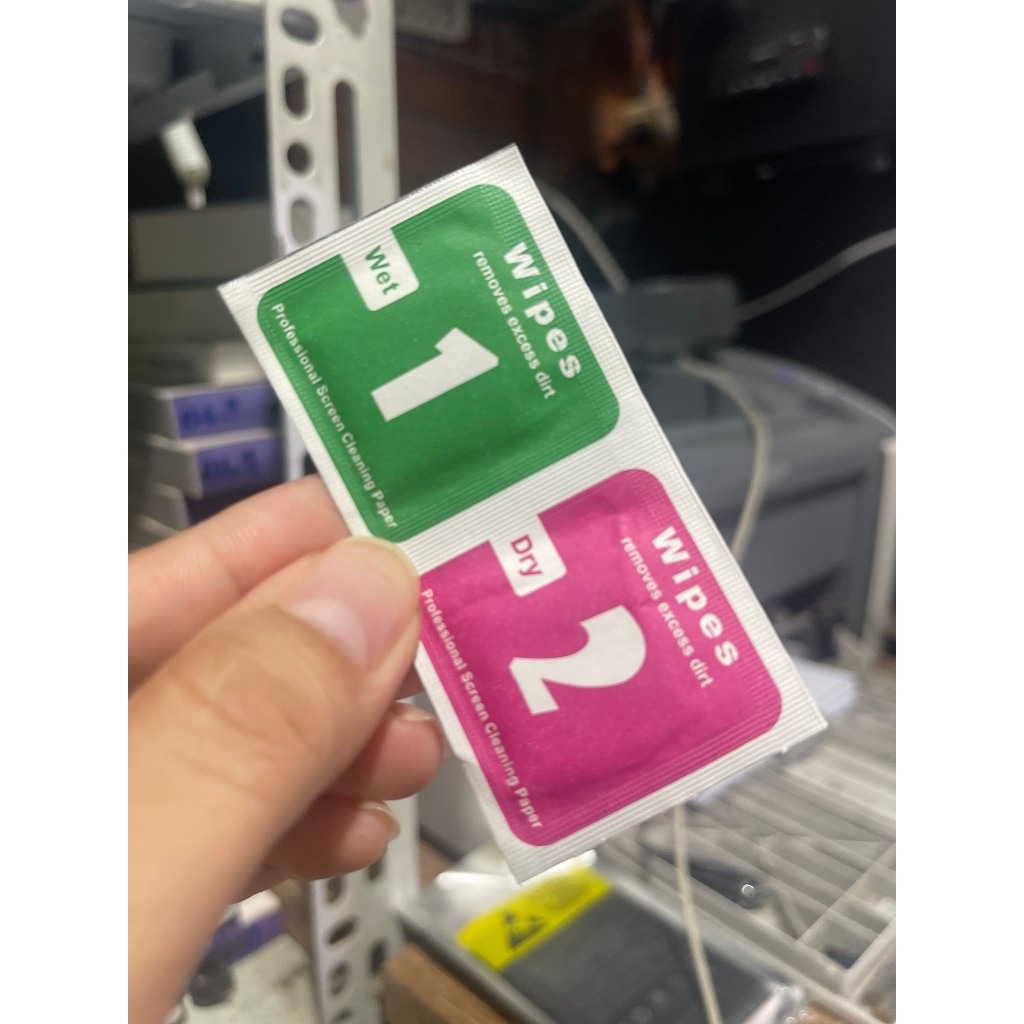 Wipes
removes excess dirt
Wet
1
Professional Screen Cleaning Paper
Wipes
removes excess dirt
Dry
2
Professional Screen Cleaning Paper